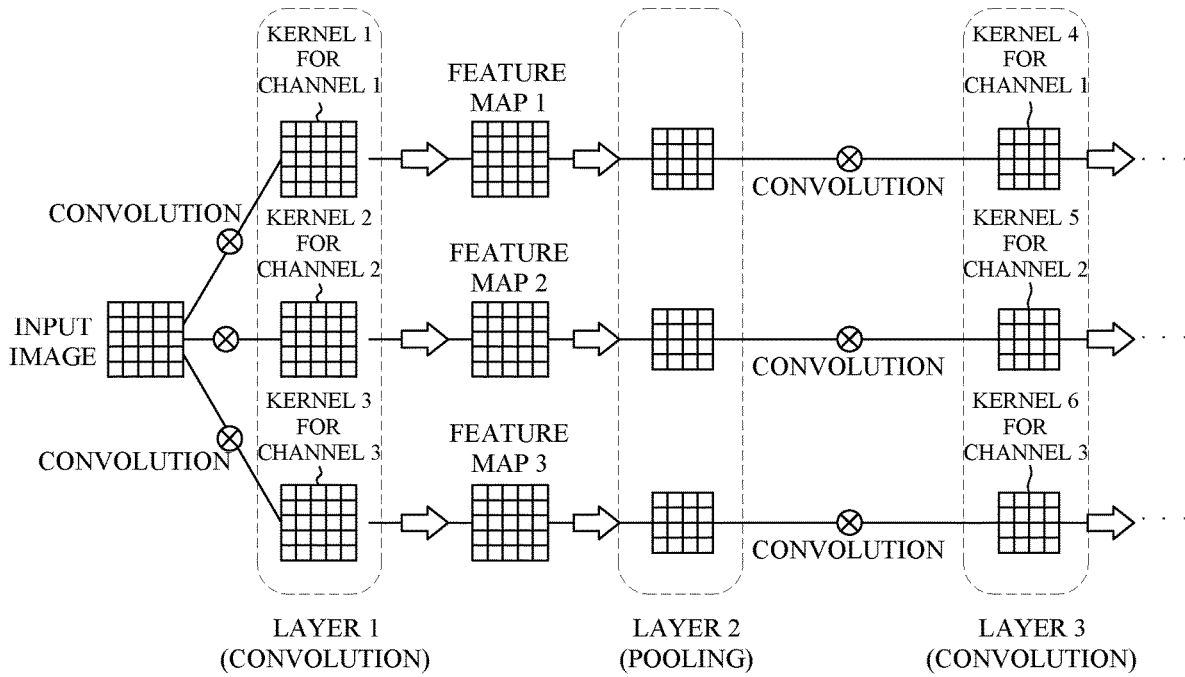 KERNEL 1
FOR
CHANNEL 1
FEATURE
MAP 1
KERNEL 4
FOR
CHANNEL 1
CONVOLUTION
CONVOLUTION
. . .
KERNEL 2
FOR
CHANNEL 2
FEATURE
MAP 2
KERNEL 5
FOR
CHANNEL 2
INPUT
IMAGE
CONVOLUTION
. . .
KERNEL 3
FOR
CHANNEL 3
FEATURE
MAP 3
KERNEL 6
FOR
CHANNEL 3
CONVOLUTION
CONVOLUTION
. . .
LAYER 1
(CONVOLUTION)
LAYER 2
(POOLING)
LAYER 3
(CONVOLUTION)